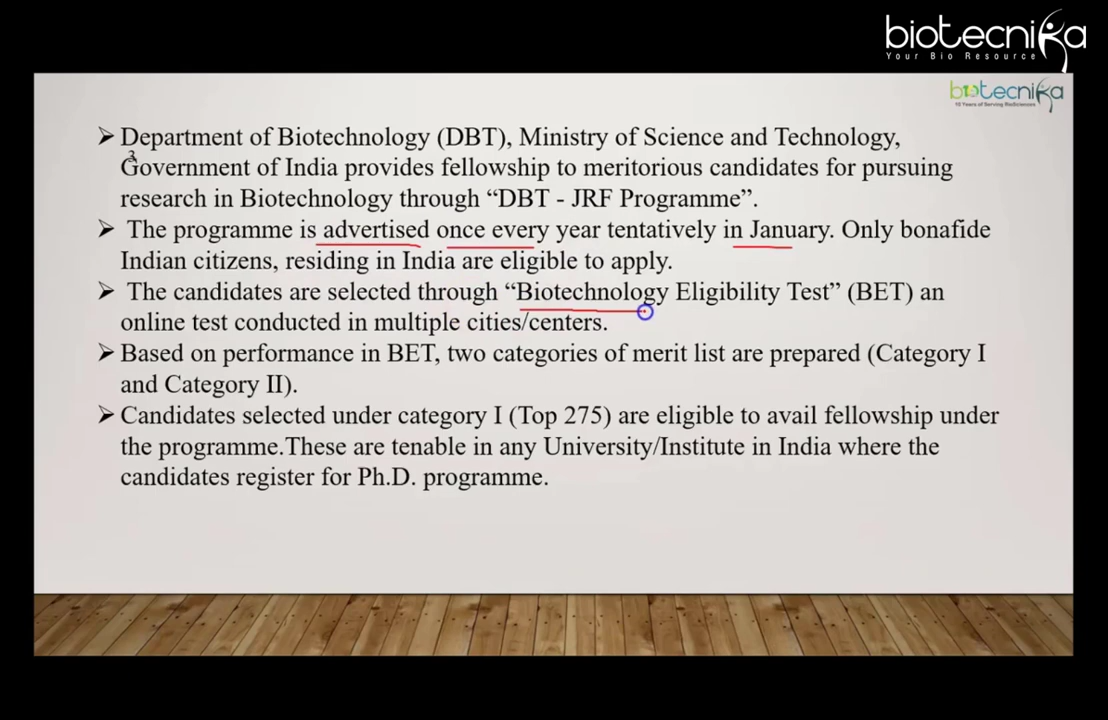 biotecnika
Your Bio Resource
biotecnika
10 Years of Serving BioSciences
➢ Department of Biotechnology (DBT), Ministry of Science and Technology,
3
Government of India provides fellowship to meritorious candidates for pursuing
research in Biotechnology through “DBT - JRF Programme”.
➢ The programme is advertised once every year tentatively in January. Only bonafide
Indian citizens, residing in India are eligible to apply.
➢ The candidates are selected through “Biotechnology Eligibility Test” (BET) an
online test conducted in multiple cities/centers.
➢ Based on performance in BET, two categories of merit list are prepared (Category I
and Category II).
➢ Candidates selected under category I (Top 275) are eligible to avail fellowship under
the programme.These are tenable in any University/Institute in India where the
candidates register for Ph.D. programme.